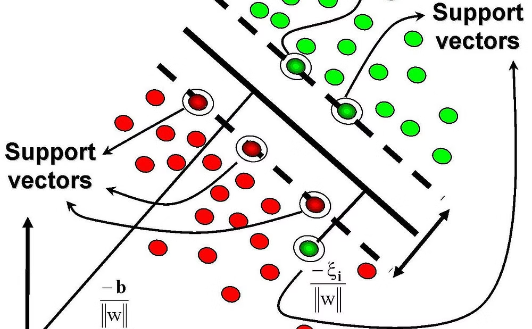 Support
vectors
Support
vectors
−ξi
‖w‖
−b
‖w‖